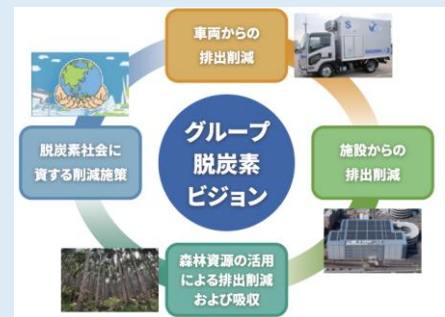 車両からの
排出削減
グループ
脱炭素
ビジョン
脱炭素社会に
資する削減施策
施設からの
排出削減
森林資源の活用
による排出削減
および吸収